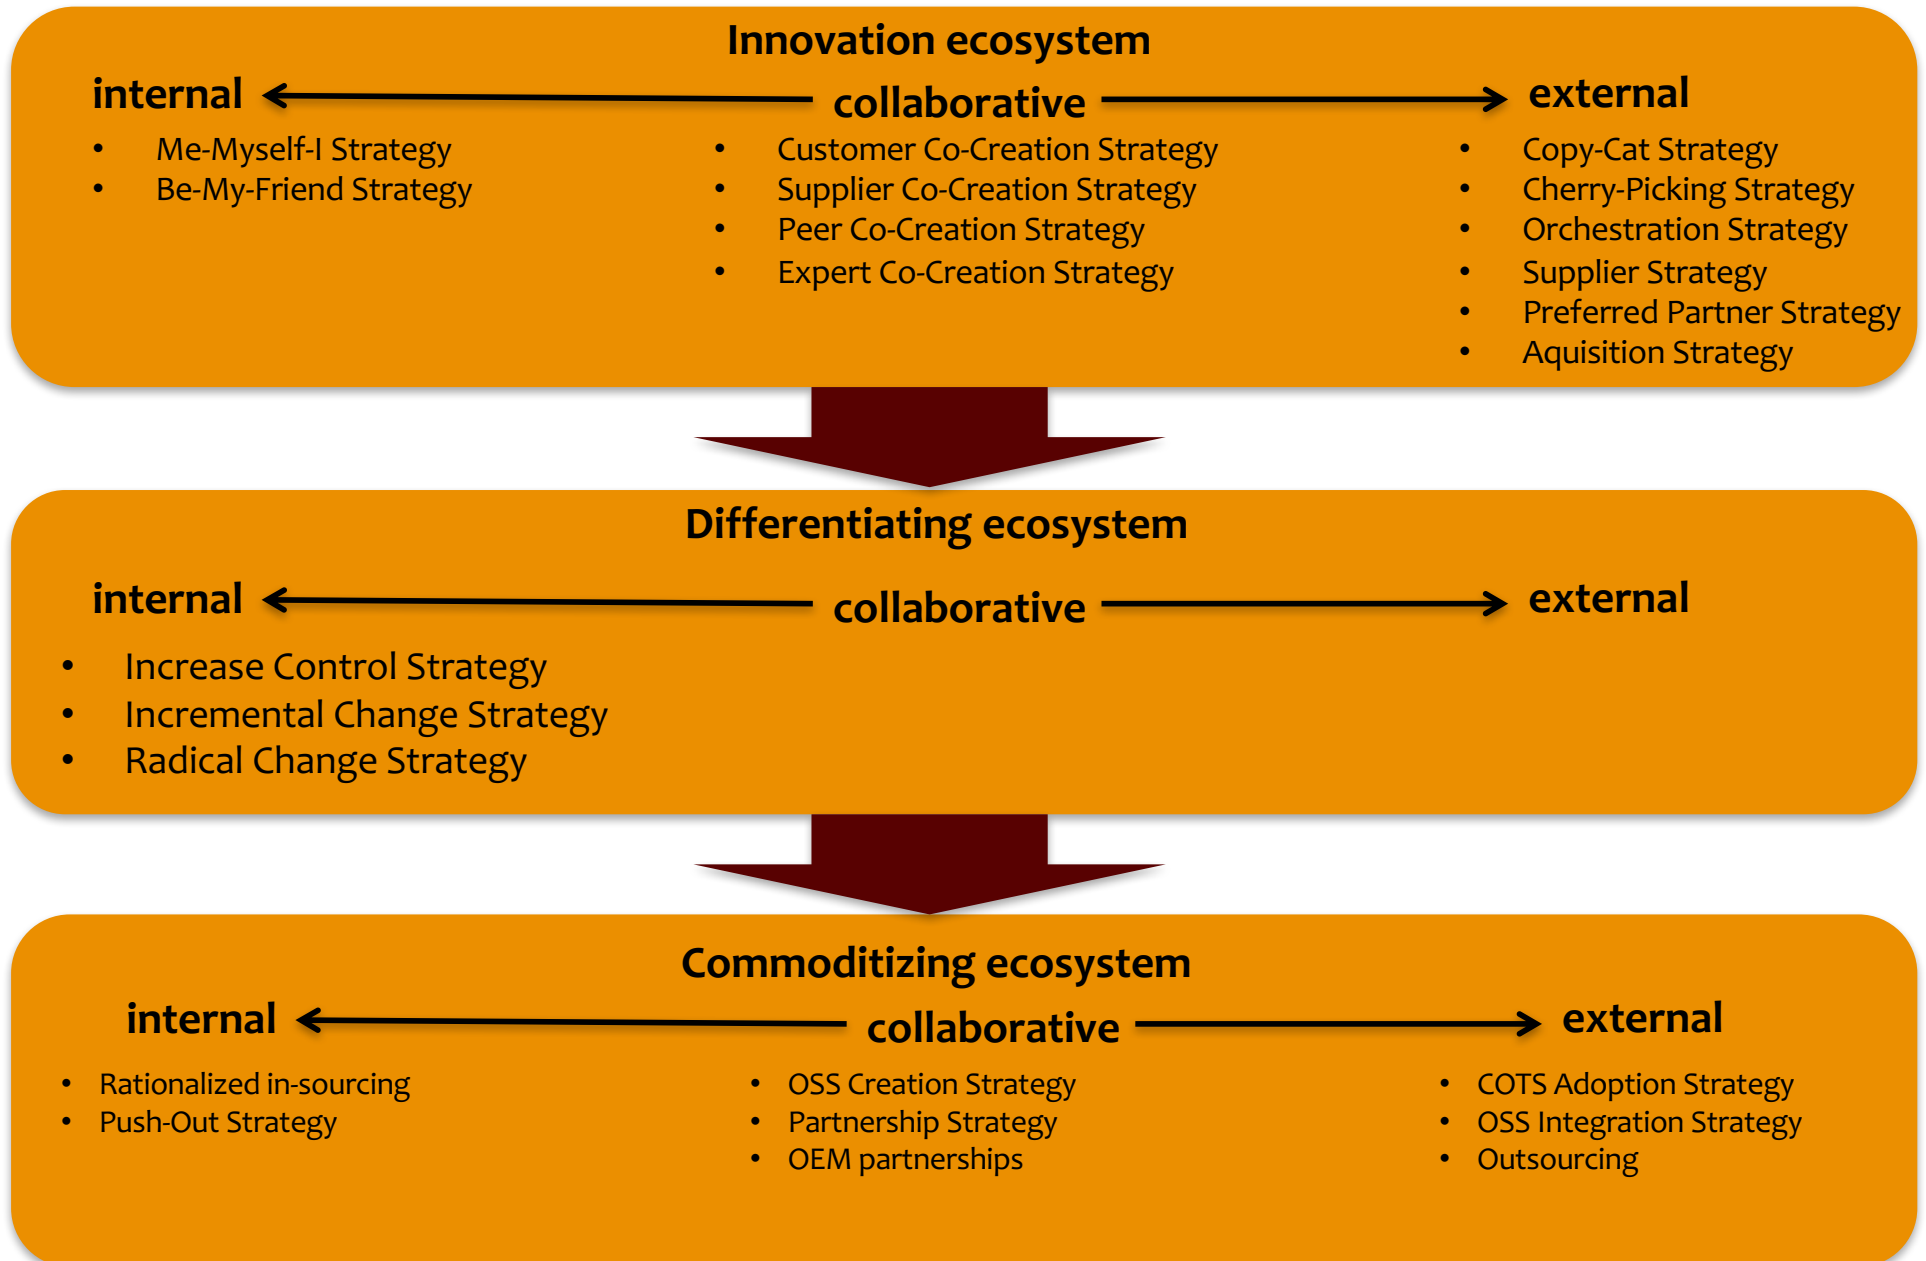 Innovation ecosystem
internal
collaborative
external
• Me-Myself-I Strategy
• Be-My-Friend Strategy
• Customer Co-Creation Strategy
• Supplier Co-Creation Strategy
• Peer Co-Creation Strategy
• Expert Co-Creation Strategy
• Copy-Cat Strategy
• Cherry-Picking Strategy
• Orchestration Strategy
• Supplier Strategy
• Preferred Partner Strategy
• Aquisition Strategy
Differentiating ecosystem
internal
collaborative
external
• Increase Control Strategy
• Incremental Change Strategy
• Radical Change Strategy
Commoditizing ecosystem
internal
collaborative
external
• Rationalized in-sourcing
• Push-Out Strategy
• OSS Creation Strategy
• Partnership Strategy
• OEM partnerships
• COTS Adoption Strategy
• OSS Integration Strategy
• Outsourcing